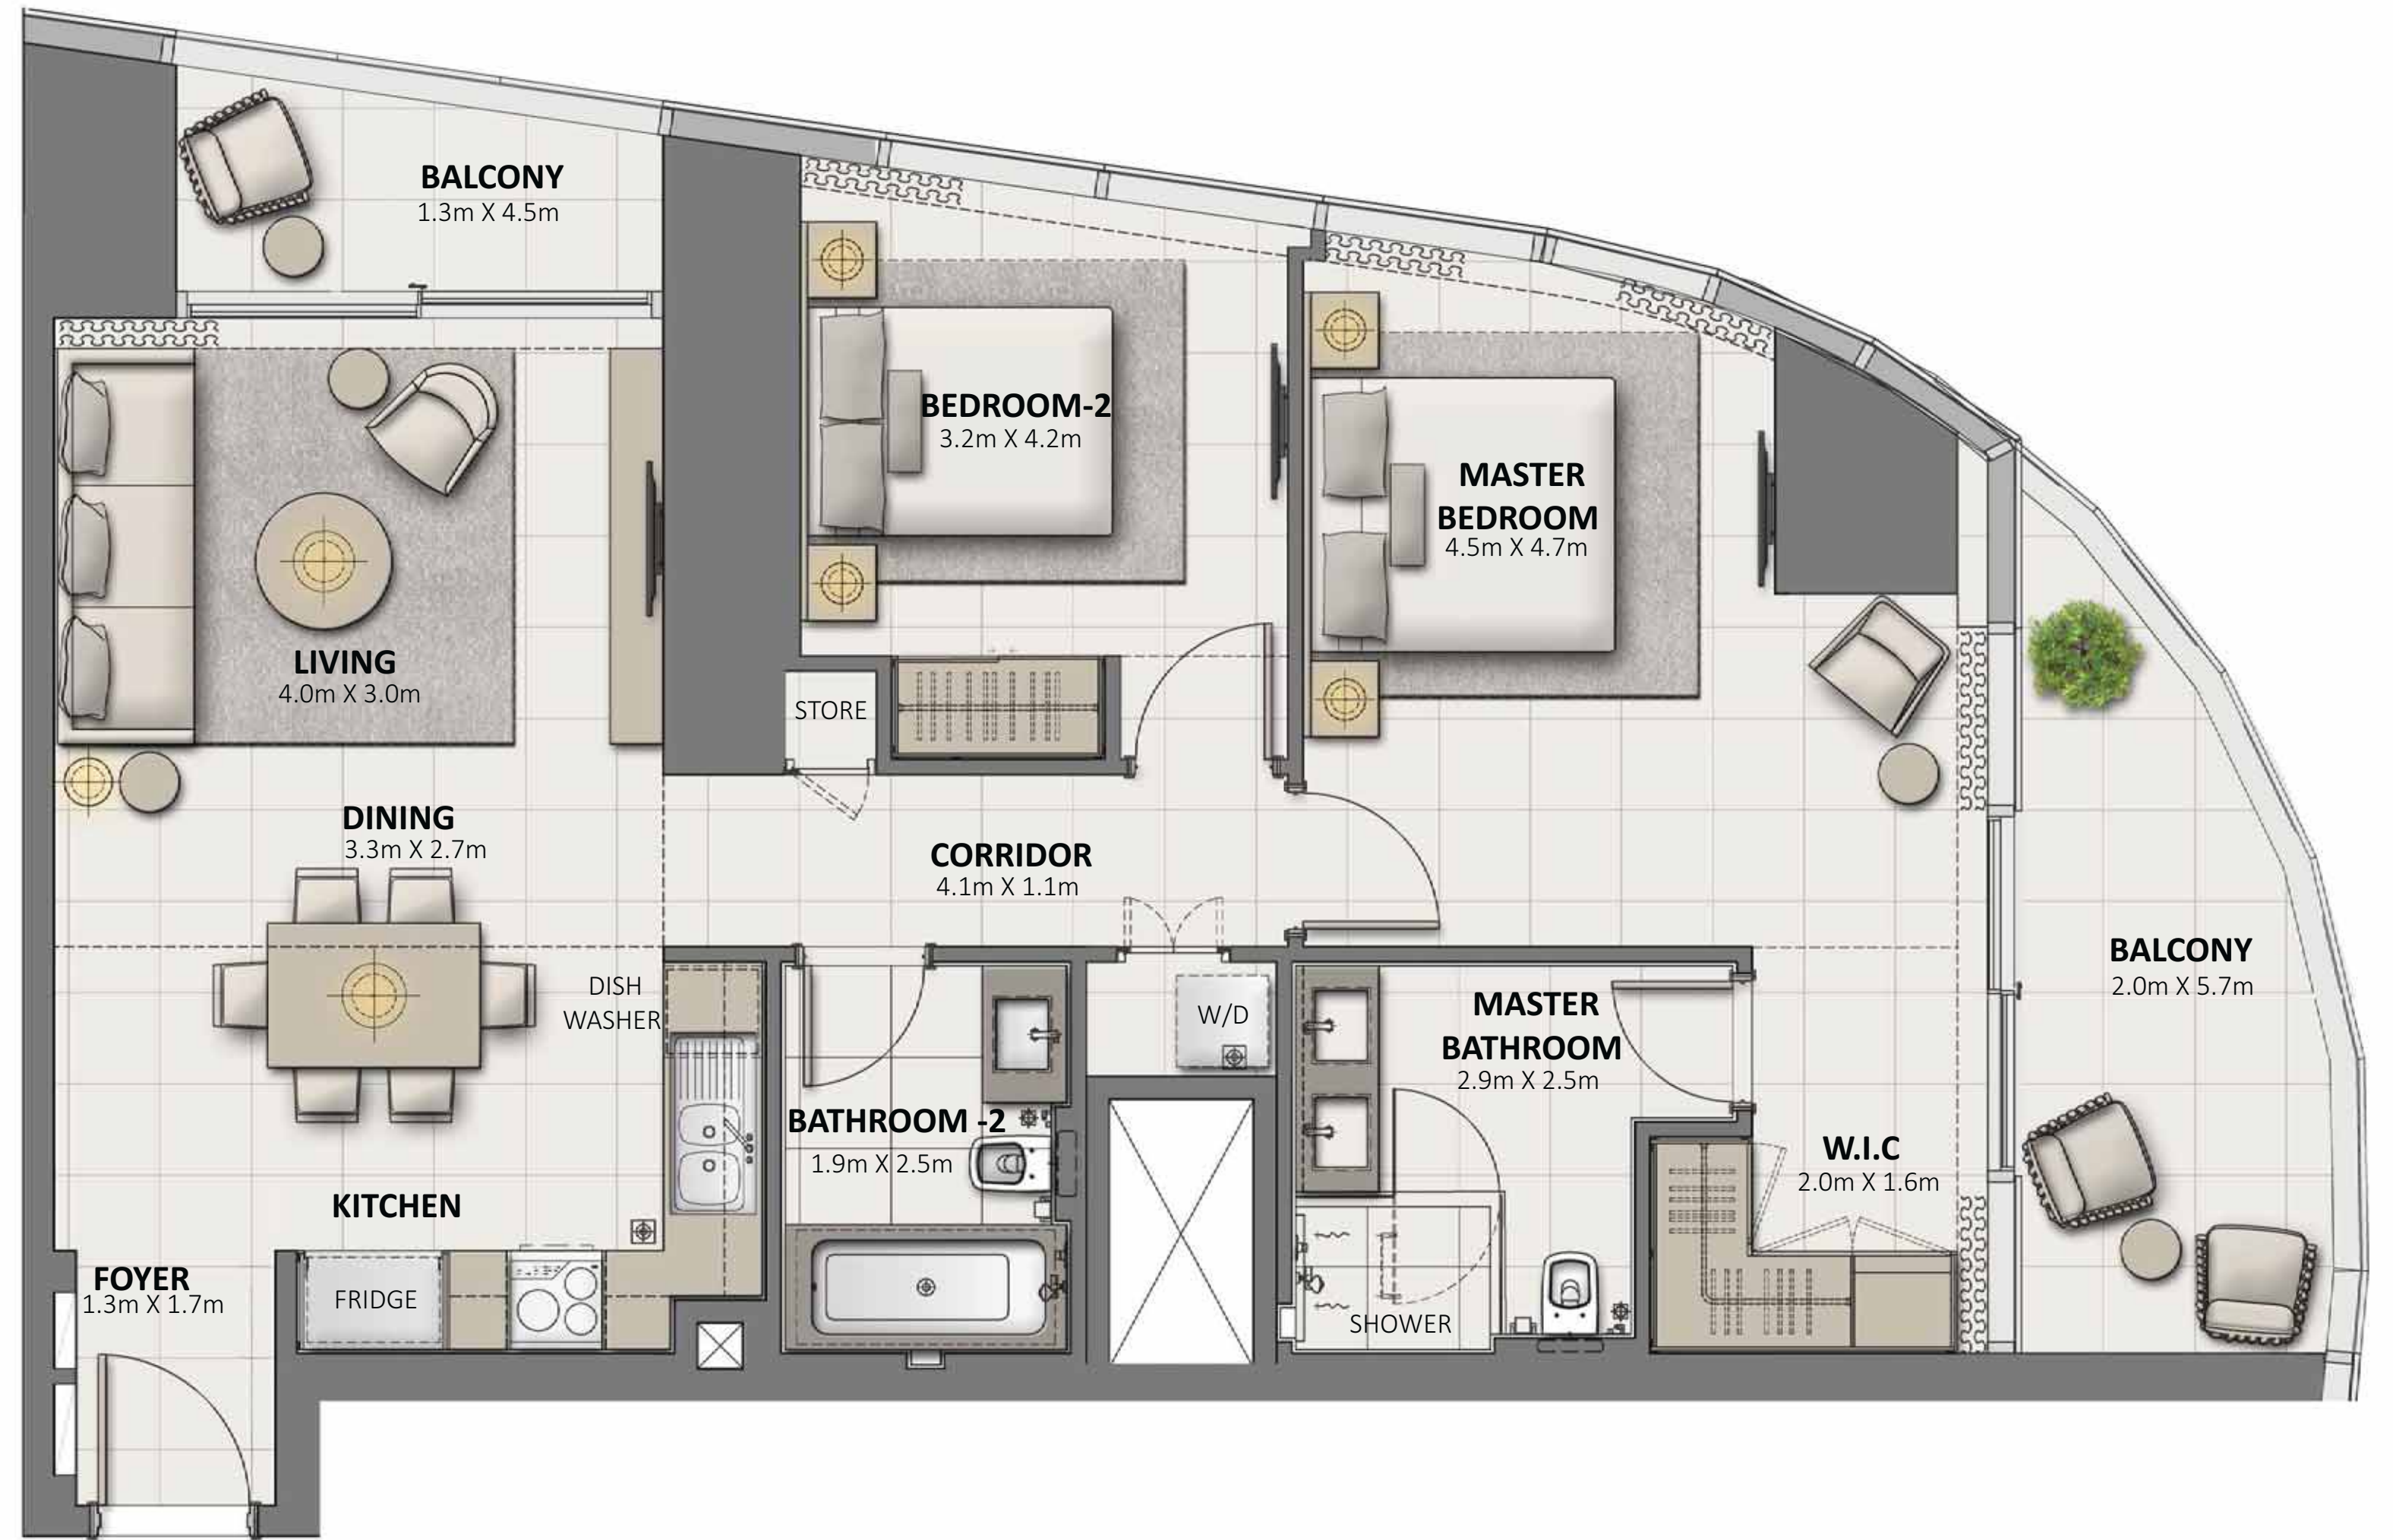 BALCONY
1.3m X 4.5m
BEDROOM-2
3.2m X 4.2m
MASTER
BEDROOM
4.5m X 4.7m
LIVING
4.0m X 3.0m
STORE
DINING
3.3m X 2.7m
CORRIDOR
4.1m X 1.1m
BALCONY
2.0m X 5.7m
DISH
WASHER
W/D
MASTER
BATHROOM
2.9m X 2.5m
BATHROOM -2
1.9m X 2.5m
W.I.C
2.0m X 1.6m
KITCHEN
FOYER
1.3m X 1.7m
FRIDGE
SHOWER